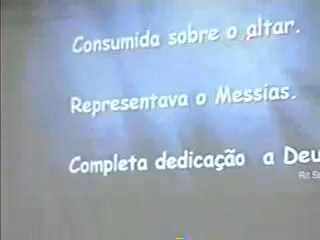 Consumida sobre o altar.
Representava o Messias.
Completa dedicação a Deu